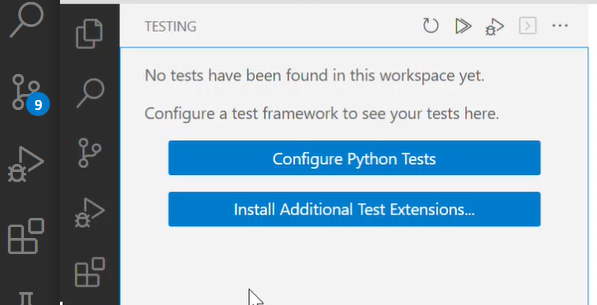 TESTING
9
No tests have been found in this workspace yet.
Configure a test framework to see your tests here.
Configure Python Tests
Install Additional Test Extensions...